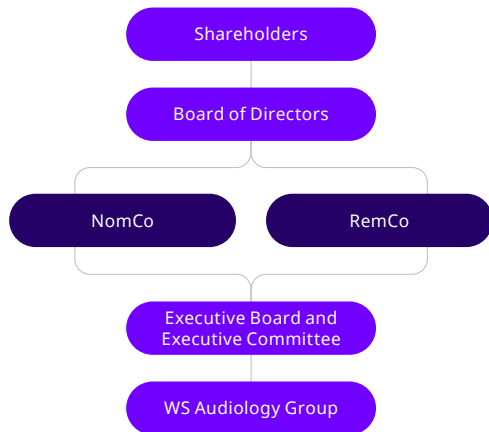 Shareholders
Board of Directors
NomCo
RemCo
Executive Board and
Executive Committee
WS Audiology Group